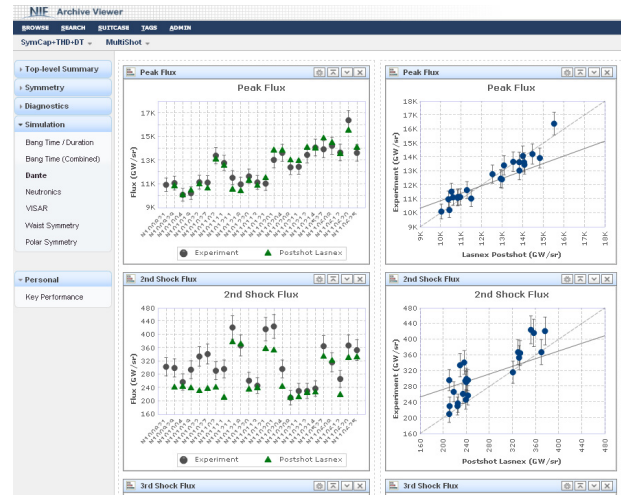 NIF Archive Viewer
BROWSE SEARCH SUITCASE TAGS ADMIN
SymCap+THD+DT MultiShot
Top-level Summary
Symmetry
Diagnostics
Simulation
Bang Time / Duration
Bang Time (Combined)
Dante
Neutronics
VISAR
Waist Symmetry
Polar Symmetry
Personal
Key Performance
Peak Flux
Peak Flux
Flux (GW/sr)
17K
15K
13K
11K
9K
Experiment Postshot Lasnex
Peak Flux
Peak Flux
Experiment (GW/sr)
18K
17K
16K
15K
14K
13K
12K
11K
10K
9K
9K 10K 11K 12K 13K 14K 15K 16K 17K 18K
Lasnex Postshot (GW/sr)
2nd Shock Flux
2nd Shock Flux
Flux (GW/sr)
480
440
400
360
320
280
240
200
160
Experiment Postshot Lasnex
2nd Shock Flux
2nd Shock Flux
Experiment (GW/sr)
480
440
400
360
320
280
240
200
160
160 200 240 280 320 360 400 440 480
Postshot Lasnex (GW/sr)
3rd Shock Flux
3rd Shock Flux